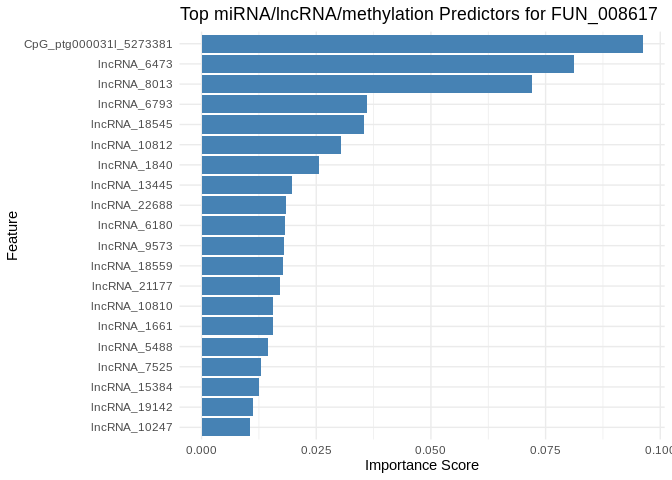 Top miRNA/lncRNA/methylation Predictors for FUN_008617
CpG_ptg000031l_5273381
lncRNA_6473
lncRNA_8013
lncRNA_6793
lncRNA_18545
lncRNA_10812
lncRNA_1840
lncRNA_13445
lncRNA_22688
lncRNA_6180
lncRNA_9573
lncRNA_18559
lncRNA_21177
lncRNA_10810
lncRNA_1661
lncRNA_5488
lncRNA_7525
lncRNA_15384
lncRNA_19142
lncRNA_10247
Feature
0.000 0.025 0.050 0.075 0.100
Importance Score